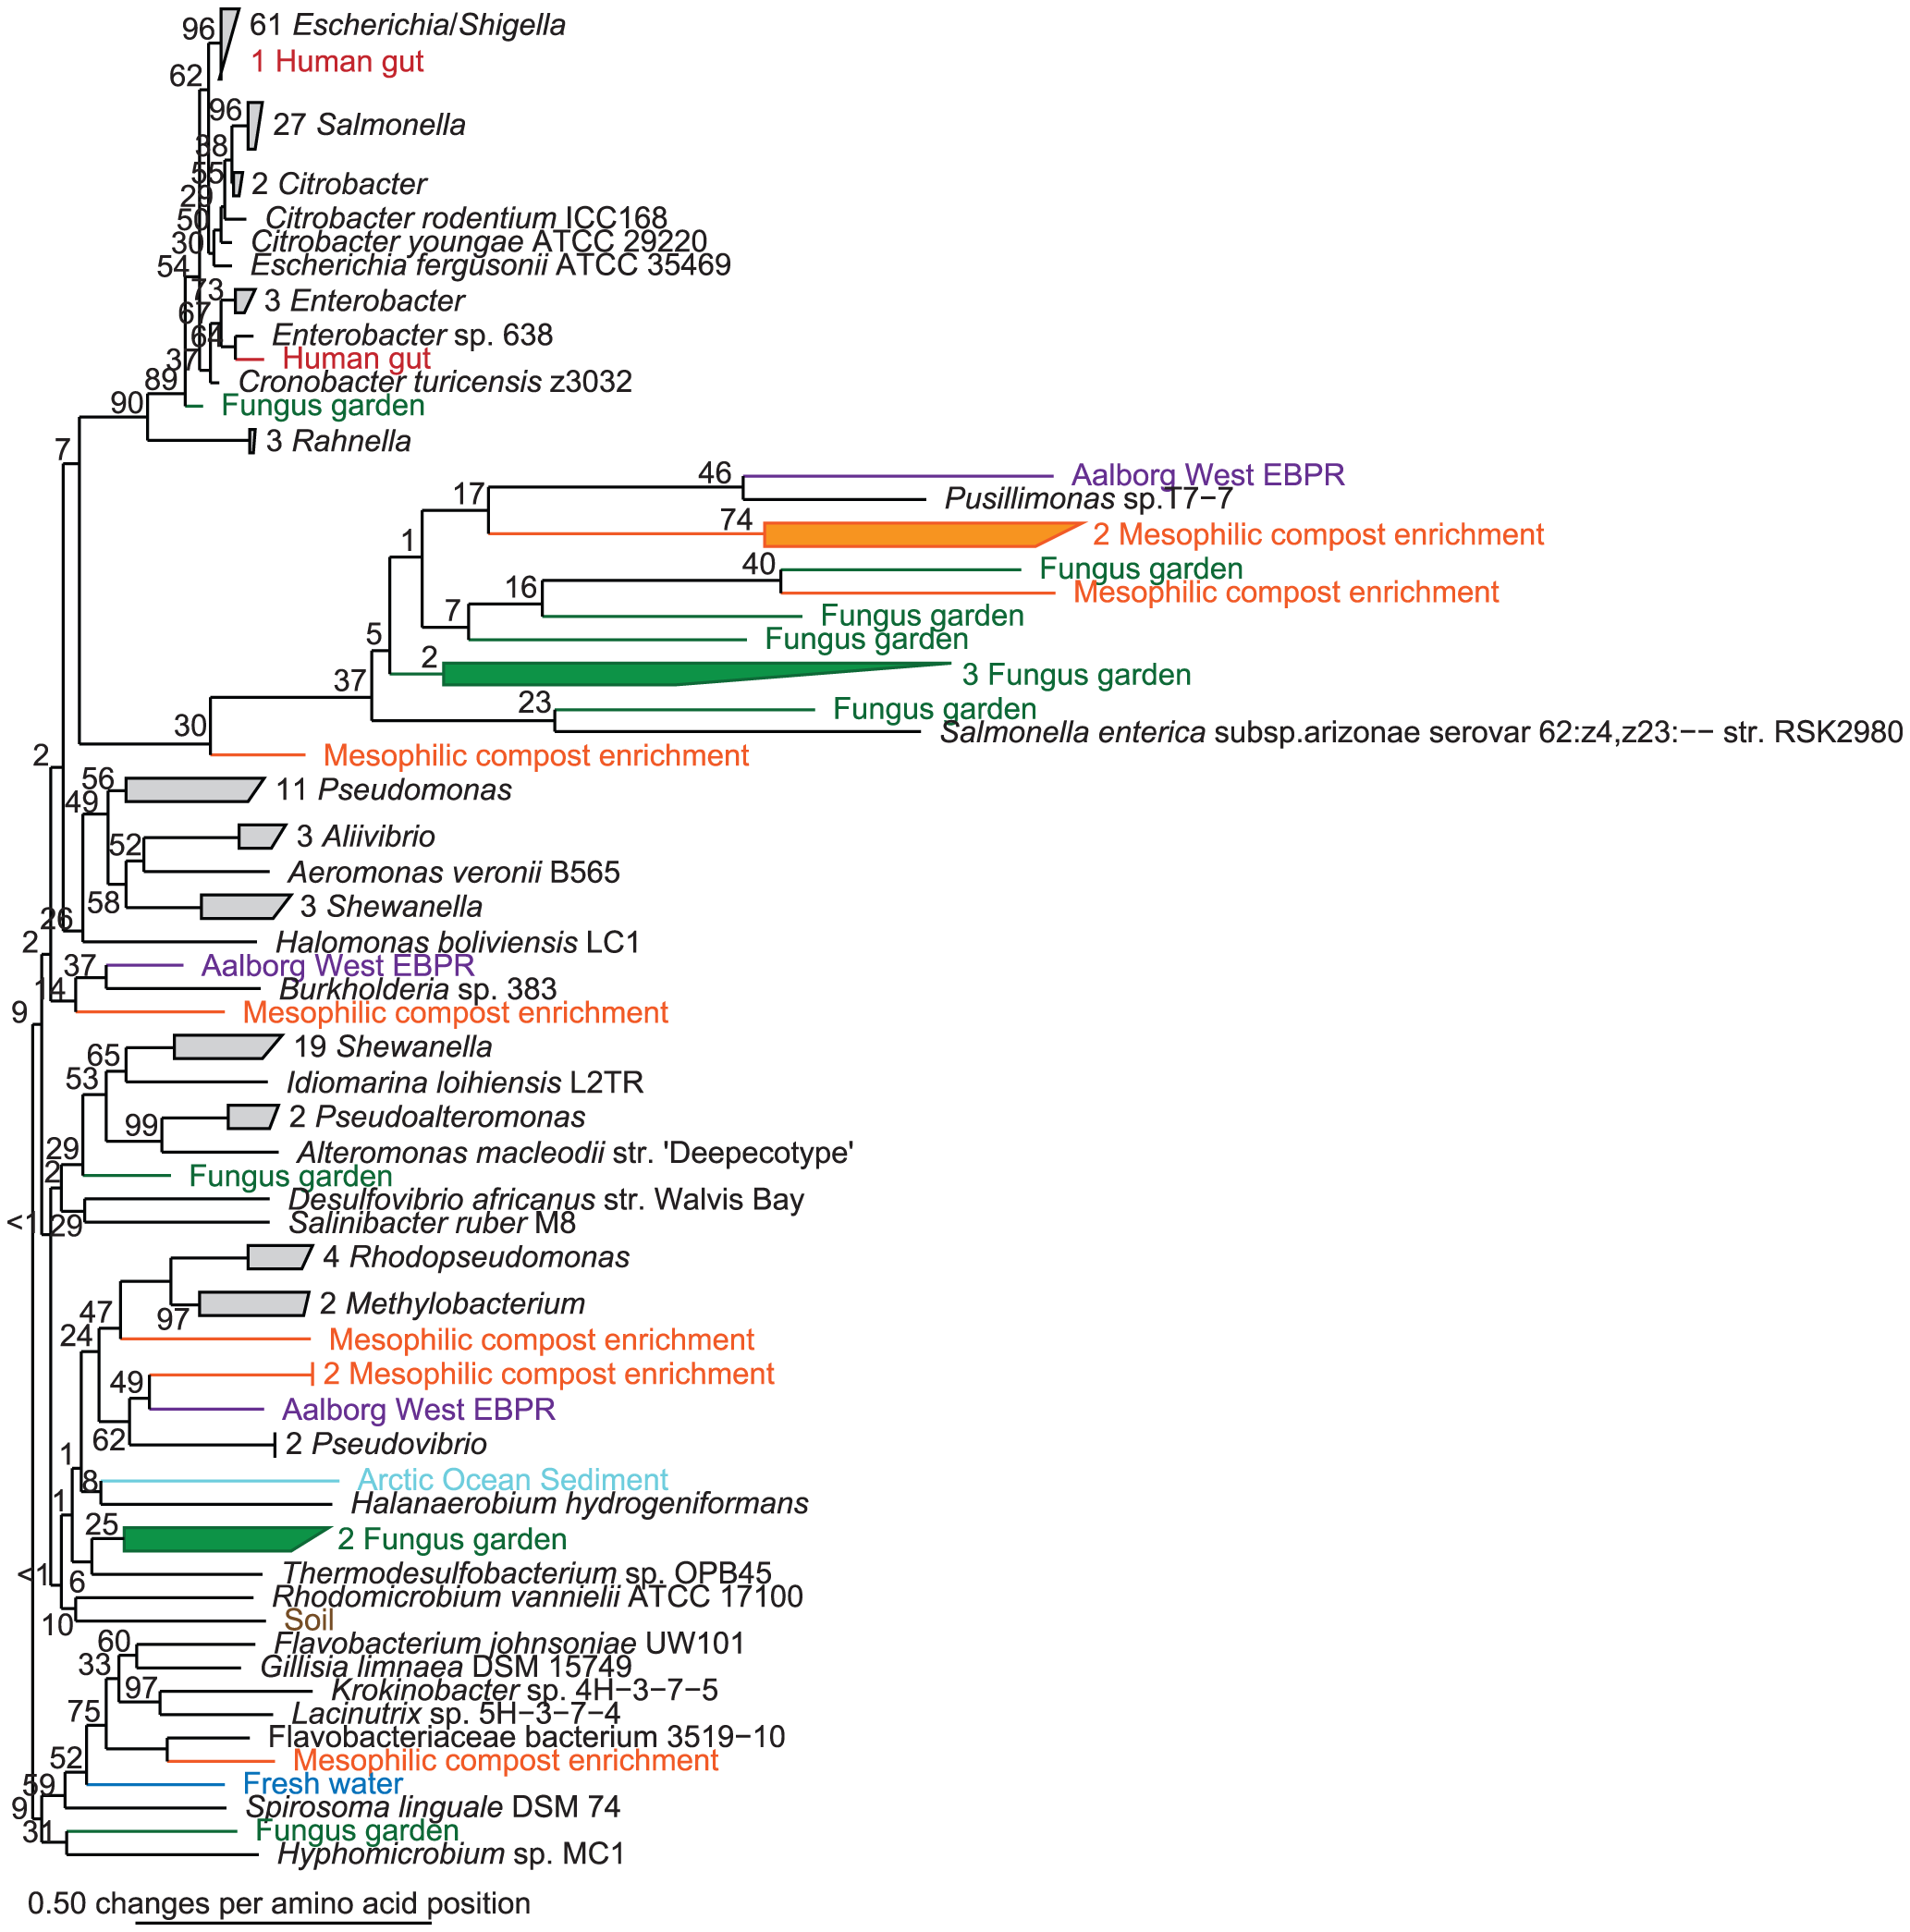 96
61 Escherichia/Shigella
1 Human gut
62
96
27 Salmonella
38
55
2 Citrobacter
29
50
Citrobacter rodentium ICC168
30
Citrobacter youngae ATCC 29220
54
Escherichia fergusonii ATCC 35469
73
3 Enterobacter
67
64
Enterobacter sp. 638
37
Human gut
89
Cronobacter turicensis z3032
90
Fungus garden
7
3 Rahnella
46
Aalborg West EBPR
17
Pusillimonas sp.T7−7
74
2 Mesophilic compost enrichment
1
40
Fungus garden
16
Mesophilic compost enrichment
7
Fungus garden
5
Fungus garden
2
3 Fungus garden
37
23
Fungus garden
30
Salmonella enterica subsp.arizonae serovar 62:z4,z23:−− str. RSK2980
2
Mesophilic compost enrichment
56
11 Pseudomonas
49
52
3 Aliivibrio
Aeromonas veronii B565
58
3 Shewanella
26
2
Halomonas boliviensis LC1
37
Aalborg West EBPR
14
Burkholderia sp. 383
9
Mesophilic compost enrichment
65
19 Shewanella
53
Idiomarina loihiensis L2TR
99
2 Pseudoalteromonas
29
Alteromonas macleodii str. 'Deepecotype'
2
Fungus garden
Desulfovibrio africanus str. Walvis Bay
<1
29
Salinibacter ruber M8
4 Rhodopseudomonas
47
97
2 Methylobacterium
24
Mesophilic compost enrichment
49
2 Mesophilic compost enrichment
Aalborg West EBPR
62
2 Pseudovibrio
1
8
Arctic Ocean Sediment
1
Halanaerobium hydrogeniformans
25
2 Fungus garden
<1
6
Thermodesulfobacterium sp. OPB45
Rhodomicrobium vannielii ATCC 17100
10
Soil
60
Flavobacterium johnsoniae UW101
33
Gillisia limnaea DSM 15749
97
Krokinobacter sp. 4H−3−7−5
75
Lacinutrix sp. 5H−3−7−4
Flavobacteriaceae bacterium 3519−10
52
Mesophilic compost enrichment
59
Fresh water
9
Spirosoma linguale DSM 74
31
Fungus garden
Hyphomicrobium sp. MC1
0.50 changes per amino acid position